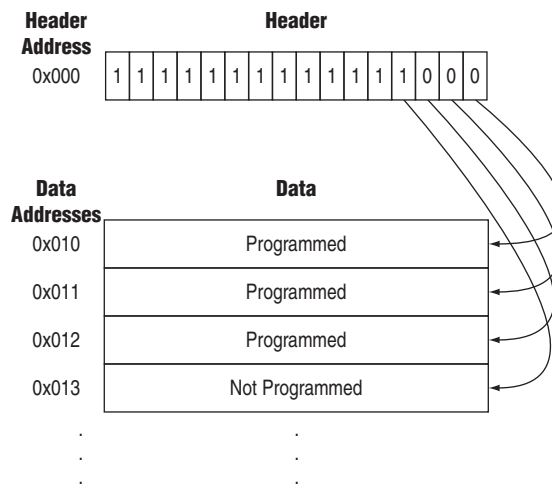 Header Address
Header
0x000
1 1 1 1 1 1 1 1 1 1 1 1 1 0 0 0
Data Addresses
Data
0x010
Programmed
0x011
Programmed
0x012
Programmed
0x013
Not Programmed
. .
. .
. .